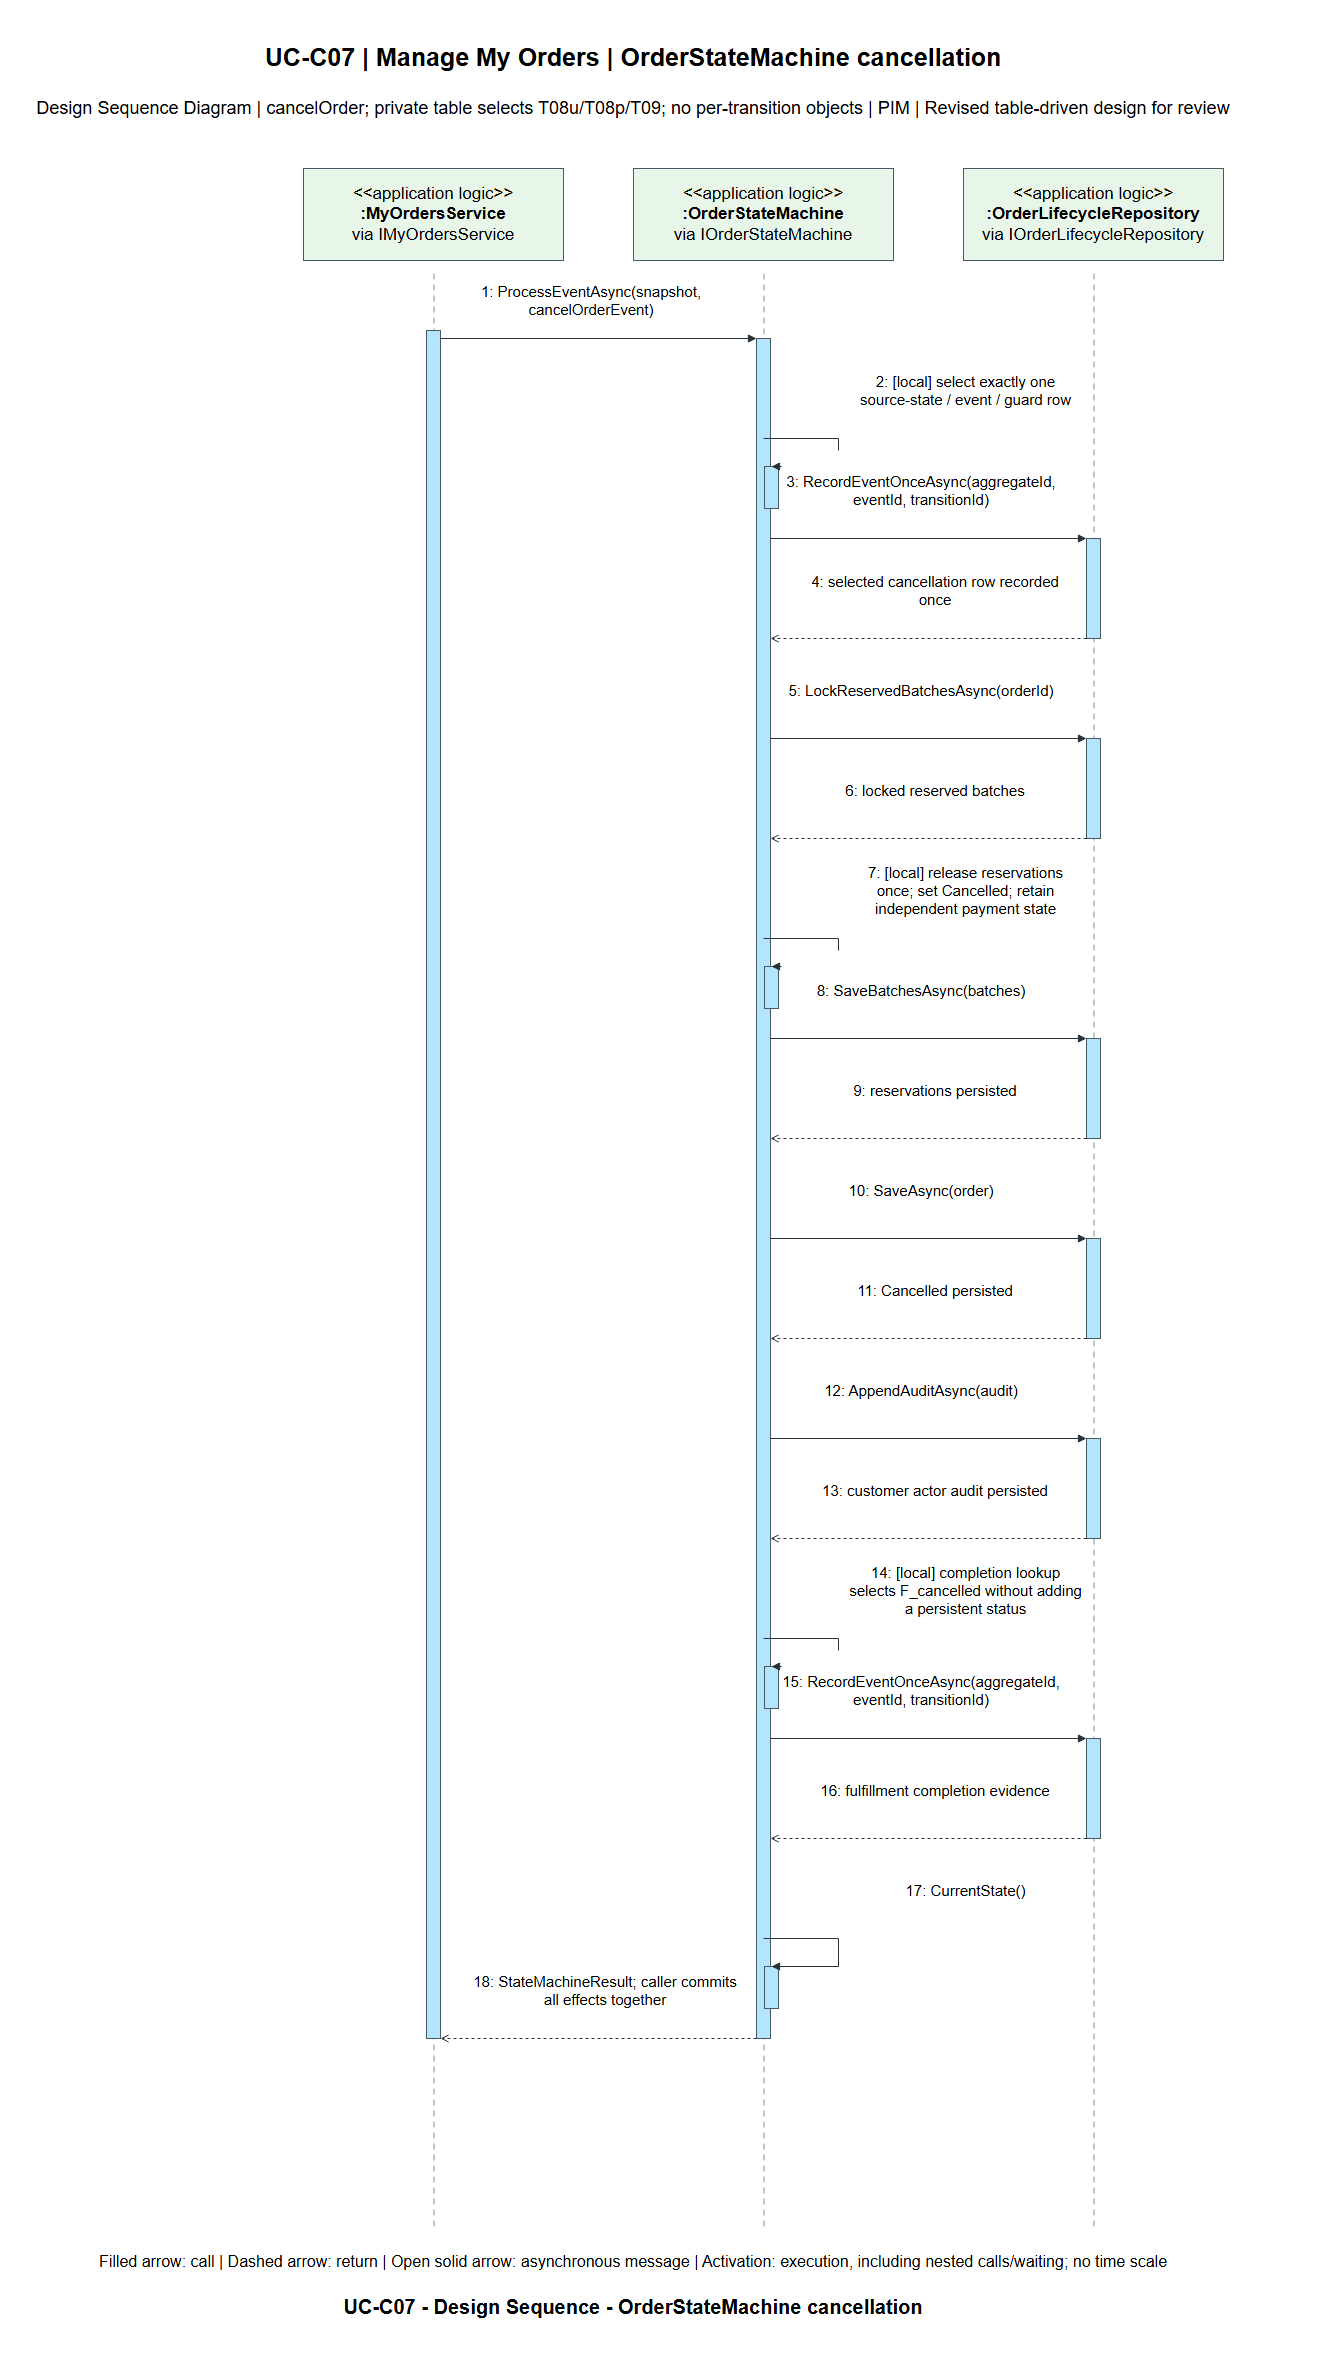 UC-C07 | Manage My Orders | OrderStateMachine cancellation
Design Sequence Diagram | cancelOrder; private table selects T08u/T08p/T09; no per-transition objects | PIM | Revised table-driven design for review
<<application logic>>
:MyOrdersService
via IMyOrdersService
<<application logic>>
:OrderStateMachine
via IOrderStateMachine
<<application logic>>
:OrderLifecycleRepository
via IOrderLifecycleRepository
1: ProcessEventAsync(snapshot,
cancelOrderEvent)
2: [local] select exactly one
source-state / event / guard row
3: RecordEventOnceAsync(aggregateId,
eventId, transitionId)
4: selected cancellation row recorded
once
5: LockReservedBatchesAsync(orderId)
6: locked reserved batches
7: [local] release reservations
once; set Cancelled; retain
independent payment state
8: SaveBatchesAsync(batches)
9: reservations persisted
10: SaveAsync(order)
11: Cancelled persisted
12: AppendAuditAsync(audit)
13: customer actor audit persisted
14: [local] completion lookup
selects F_cancelled without adding
a persistent status
15: RecordEventOnceAsync(aggregateId,
eventId, transitionId)
16: fulfillment completion evidence
17: CurrentState()
18: StateMachineResult; caller commits
all effects together
Filled arrow: call | Dashed arrow: return | Open solid arrow: asynchronous message | Activation: execution, including nested calls/waiting; no time scale
UC-C07 - Design Sequence - OrderStateMachine cancellation